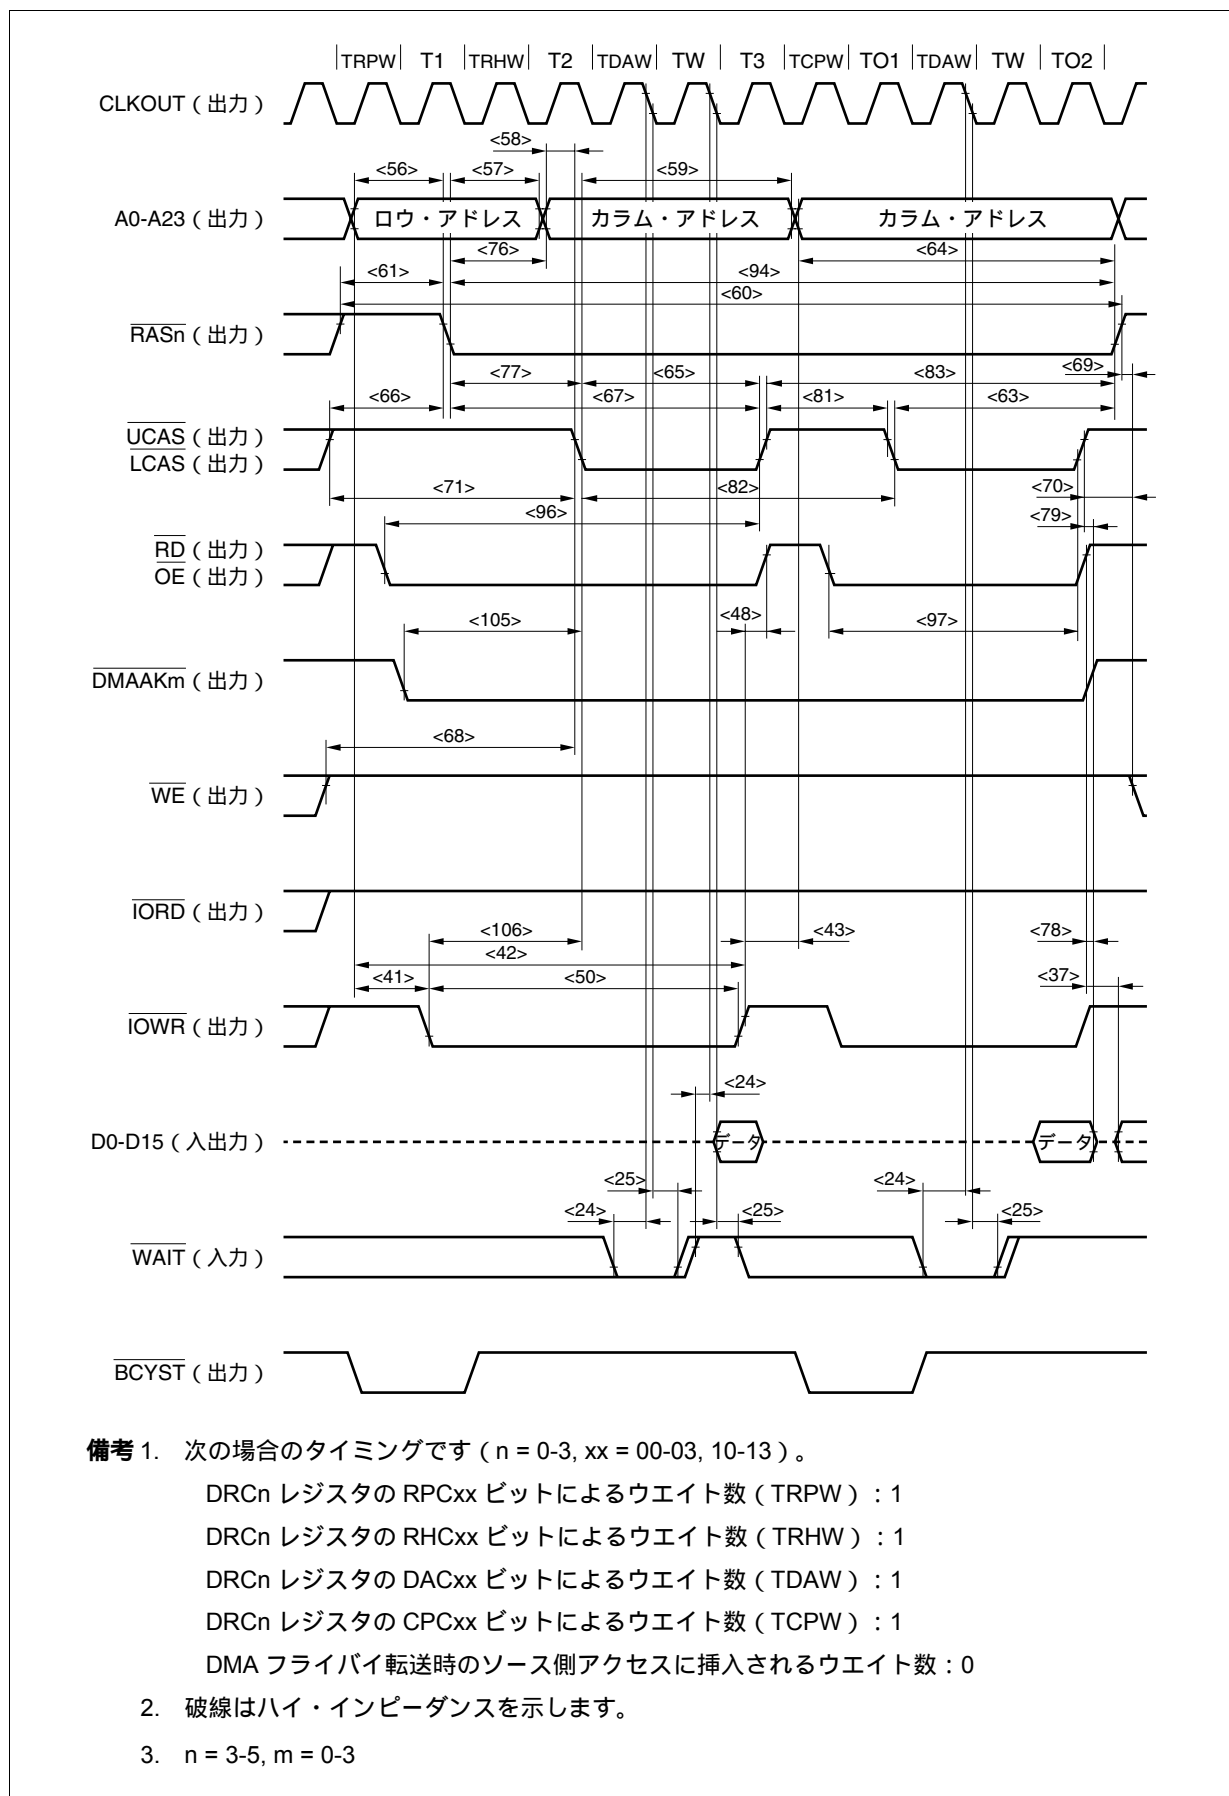 TRPW T1 TRHW T2 TDAW TW T3 TCPW TO1 TDAW TW TO2
CLKOUT（出力）
<58>
<56> <57> <59>
A0-A23（出力） ロウ・アドレス カラム・アドレス カラム・アドレス
<76> <64>
<61> <94>
<60>
RASn（出力）
<69>
<77> <65> <83>
<66> <67> <81> <63>
UCAS（出力）
LCAS（出力）
<71> <82> <70>
<96> <79>
RD（出力）
OE（出力）
<105> <48> <97>
DMAAKm（出力）
<68>
WE（出力）
IORD（出力）
<106> <43> <78>
<42>
<41> <50> <37>
IOWR（出力）
<24>
D0-D15（入出力） データ データ
<25> <24>
<24> <25> <25>
WAIT（入力）
BCYST（出力）
備考 1. 次の場合のタイミングです（n = 0-3, xx = 00-03, 10-13）。
DRCn レジスタの RPCxx ビットによるウエイト数（TRPW）：1
DRCn レジスタの RHCxx ビットによるウエイト数（TRHW）：1
DRCn レジスタの DACxx ビットによるウエイト数（TDAW）：1
DRCn レジスタの CPCxx ビットによるウエイト数（TCPW）：1
DMA フライバイ転送時のソース側アクセスに挿入されるウエイト数：0
2. 破線はハイ・インピーダンスを示します。
3. n = 3-5, m = 0-3